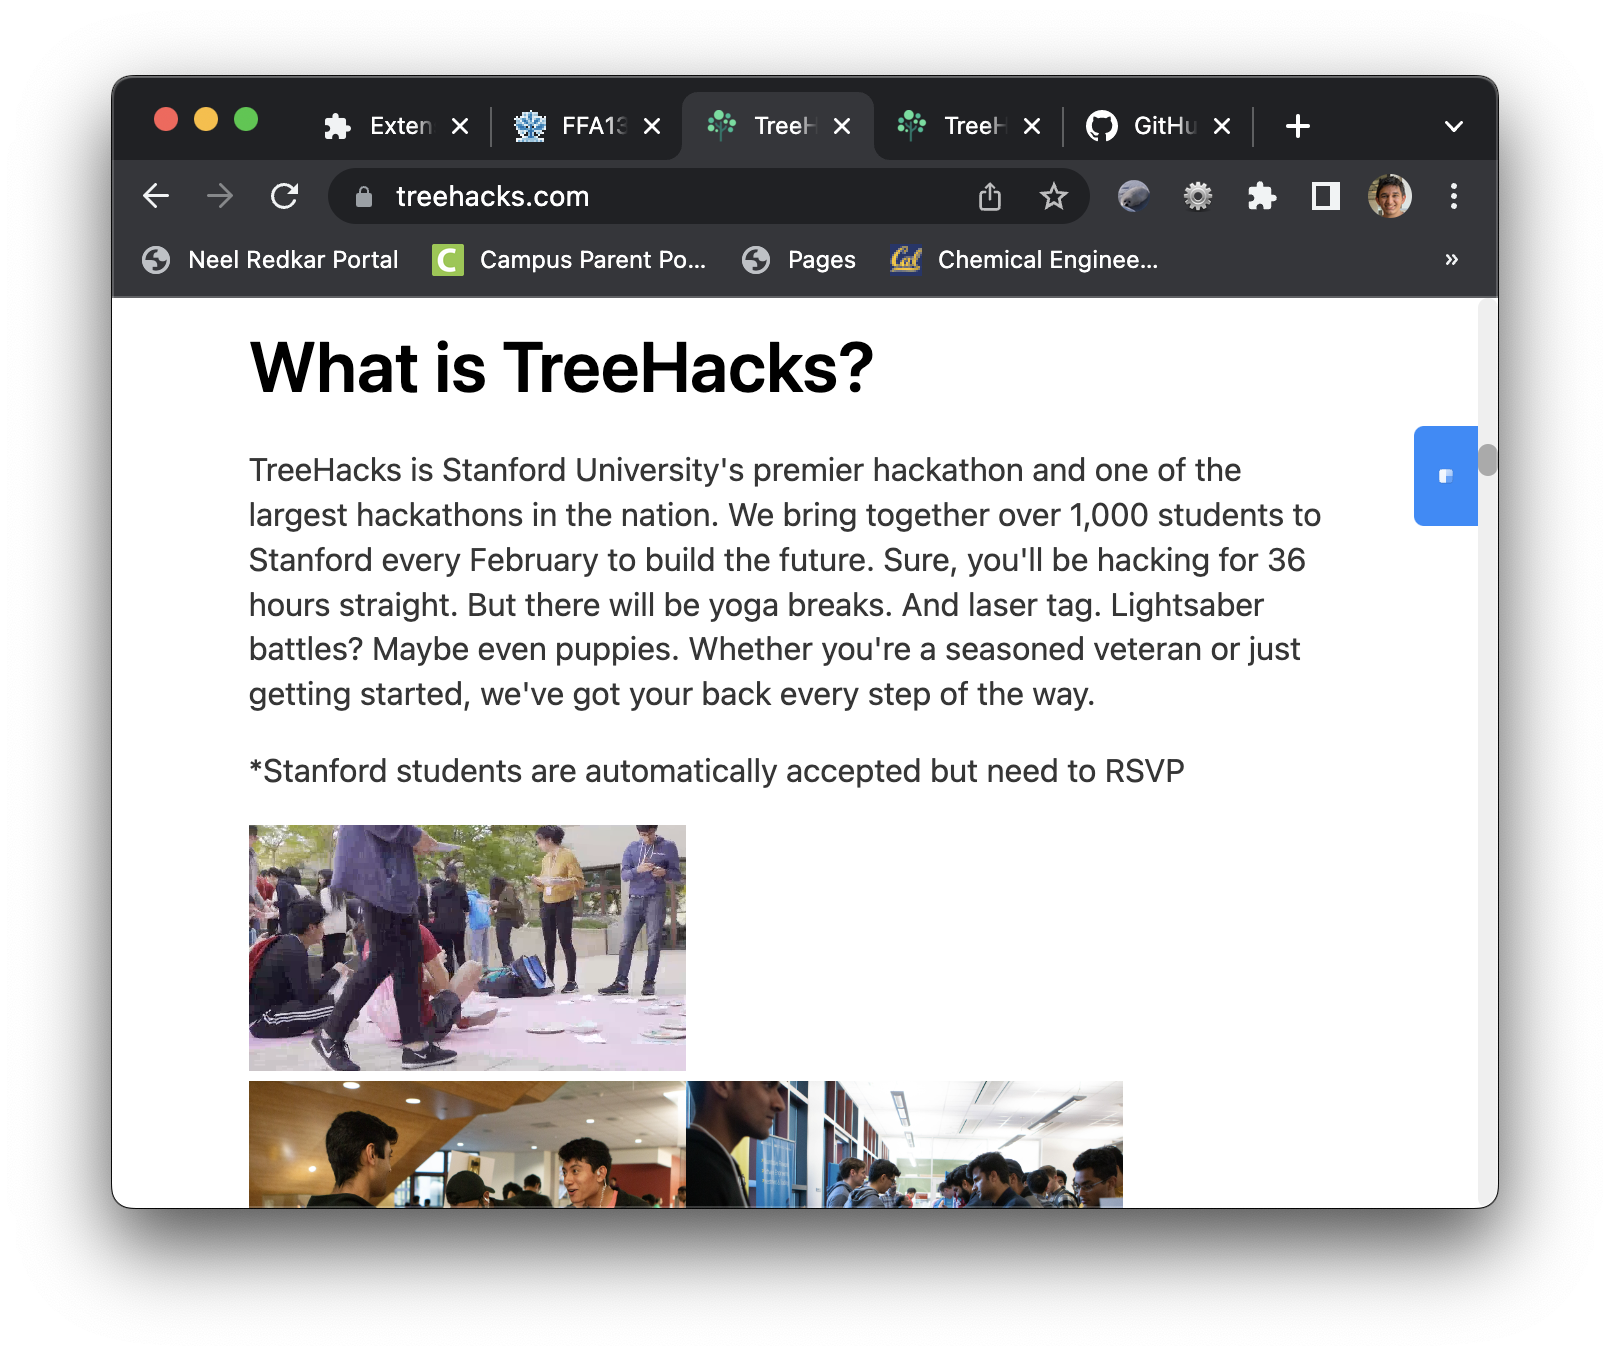 Exten
FFA13
TreeH
TreeH
GitHu
treehacks.com
Neel Redkar Portal
Campus Parent Po...
Pages
Cal
Chemical Enginee...
»
What is TreeHacks?
TreeHacks is Stanford University's premier hackathon and one of the
largest hackathons in the nation. We bring together over 1,000 students to
Stanford every February to build the future. Sure, you'll be hacking for 36
hours straight. But there will be yoga breaks. And laser tag. Lightsaber
battles? Maybe even puppies. Whether you're a seasoned veteran or just
getting started, we've got your back every step of the way.
*Stanford students are automatically accepted but need to RSVP